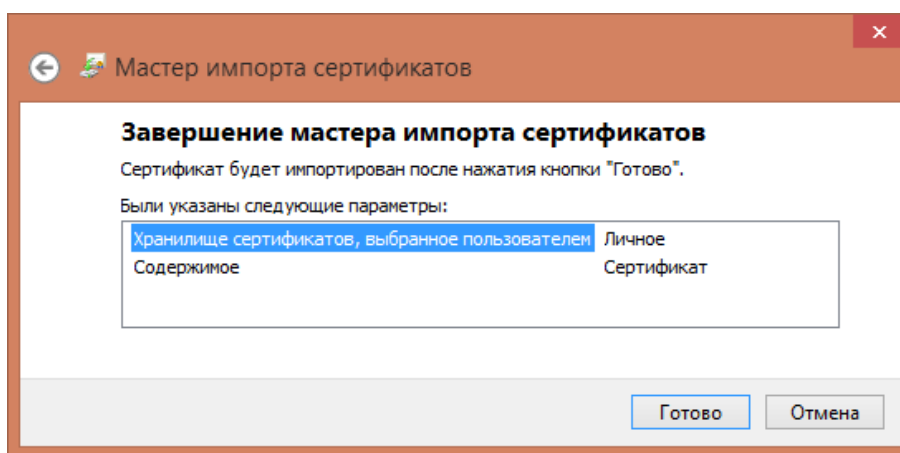 Мастер импорта сертификатов
Завершение мастера импорта сертификатов
Сертификат будет импортирован после нажатия кнопки "Готово".
Были указаны следующие параметры:
Хранилище сертификатов, выбранное пользователем Личное
Содержимое Сертификат
Готово Отмена